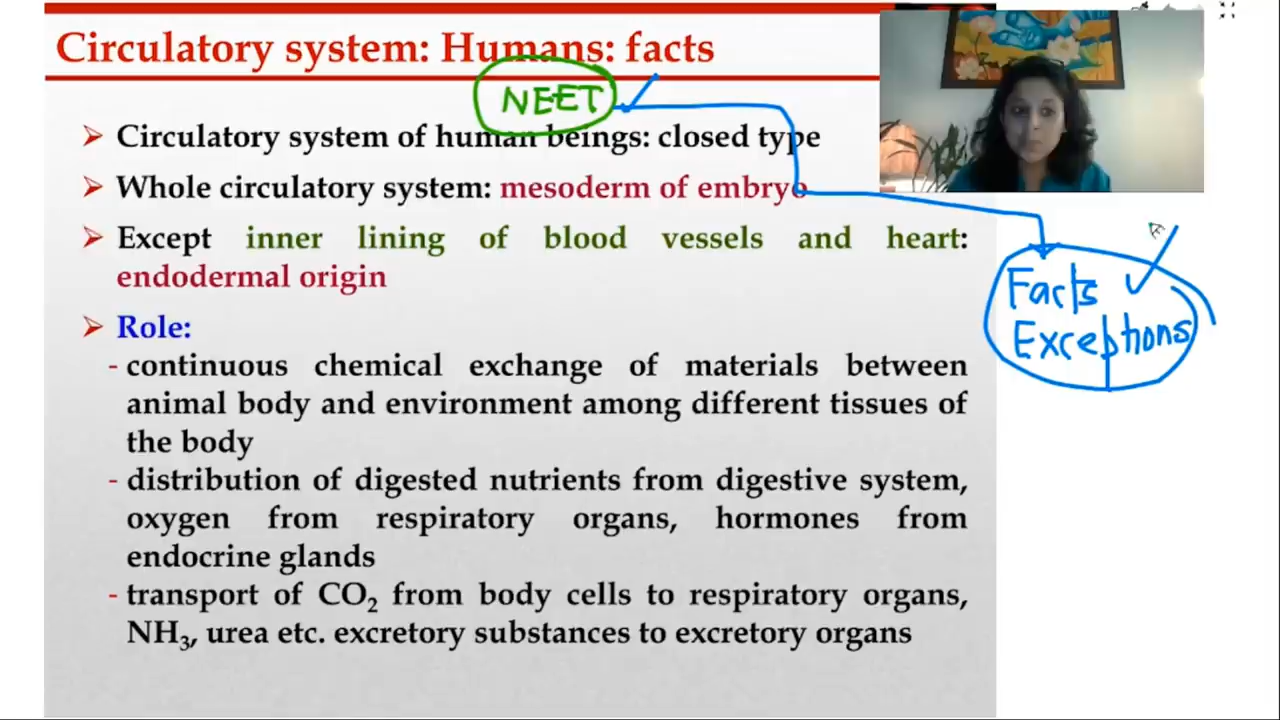 Circulatory system: Humans: facts
NEET
➢ Circulatory system of human beings: closed type
➢ Whole circulatory system: mesoderm of embryo
➢ Except inner lining of blood vessels and heart:
endodermal origin
Facts
Exceptions
➢ Role:
- continuous chemical exchange of materials between
animal body and environment among different tissues of
the body
- distribution of digested nutrients from digestive system,
oxygen from respiratory organs, hormones from
endocrine glands
- transport of CO₂ from body cells to respiratory organs,
NH₃, urea etc. excretory substances to excretory organs